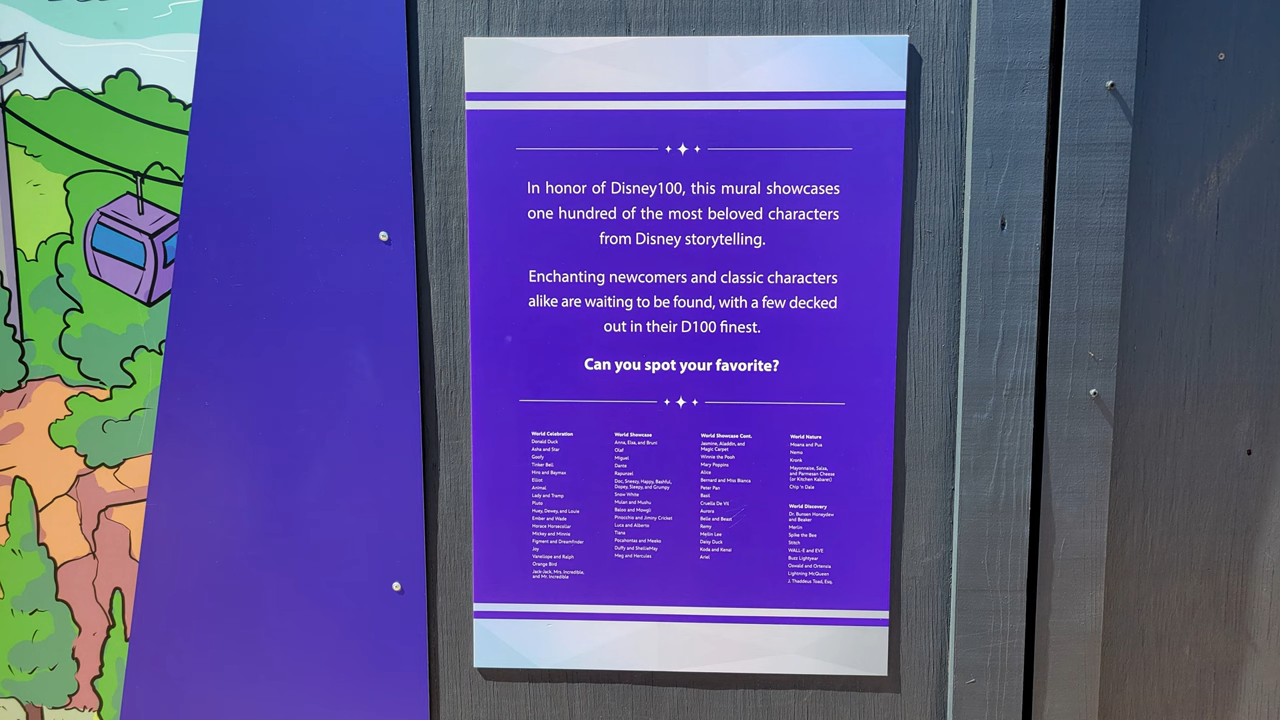 In honor of Disney100, this mural showcases
one hundred of the most beloved characters
from Disney storytelling.
Enchanting newcomers and classic characters
alike are waiting to be found, with a few decked
out in their D100 finest.
Can you spot your favorite?
World Celebration
Donald Duck
Asha and Star
Goofy
Tinker Bell
Hiro and Baymax
Elliot
Animal
Lady and Tramp
Pluto
Huey, Dewey, and Louie
Ember and Wade
Horace Horsecollar
Mickey and Minnie
Figment and Dreamfinder
Joy
Vanellope and Ralph
Orange Bird
Jack-Jack, Mrs. Incredible,
and Mr. Incredible
World Showcase
Anna, Elsa, and Bruni
Olaf
Miguel
Dante
Rapunzel
Doc, Sneezy, Happy, Bashful,
Dopey, Sleepy, and Grumpy
Snow White
Mulan and Mushu
Baloo and Mowgli
Pinocchio and Jiminy Cricket
Luca and Alberto
Tiana
Pocahontas and Meeko
Duffy and ShellieMay
Meg and Hercules
World Showcase Cont.
Jasmine, Aladdin, and
Magic Carpet
Winnie the Pooh
Mary Poppins
Alice
Bernard and Miss Bianca
Peter Pan
Basil
Cruella De Vil
Aurora
Belle and Beast
Remy
Meilin Lee
Daisy Duck
Koda and Kenai
Ariel
World Nature
Moana and Pua
Nemo
Kronk
Mayonnaise, Salsa,
and Parmesan Cheese
(or Kitchen Kabaret)
Chip 'n Dale
World Discovery
Dr. Bunsen Honeydew
and Beaker
Merlin
Spike the Bee
Stitch
WALL-E and EVE
Buzz Lightyear
Oswald and Ortensia
Lightning McQueen
J. Thaddeus Toad, Esq.